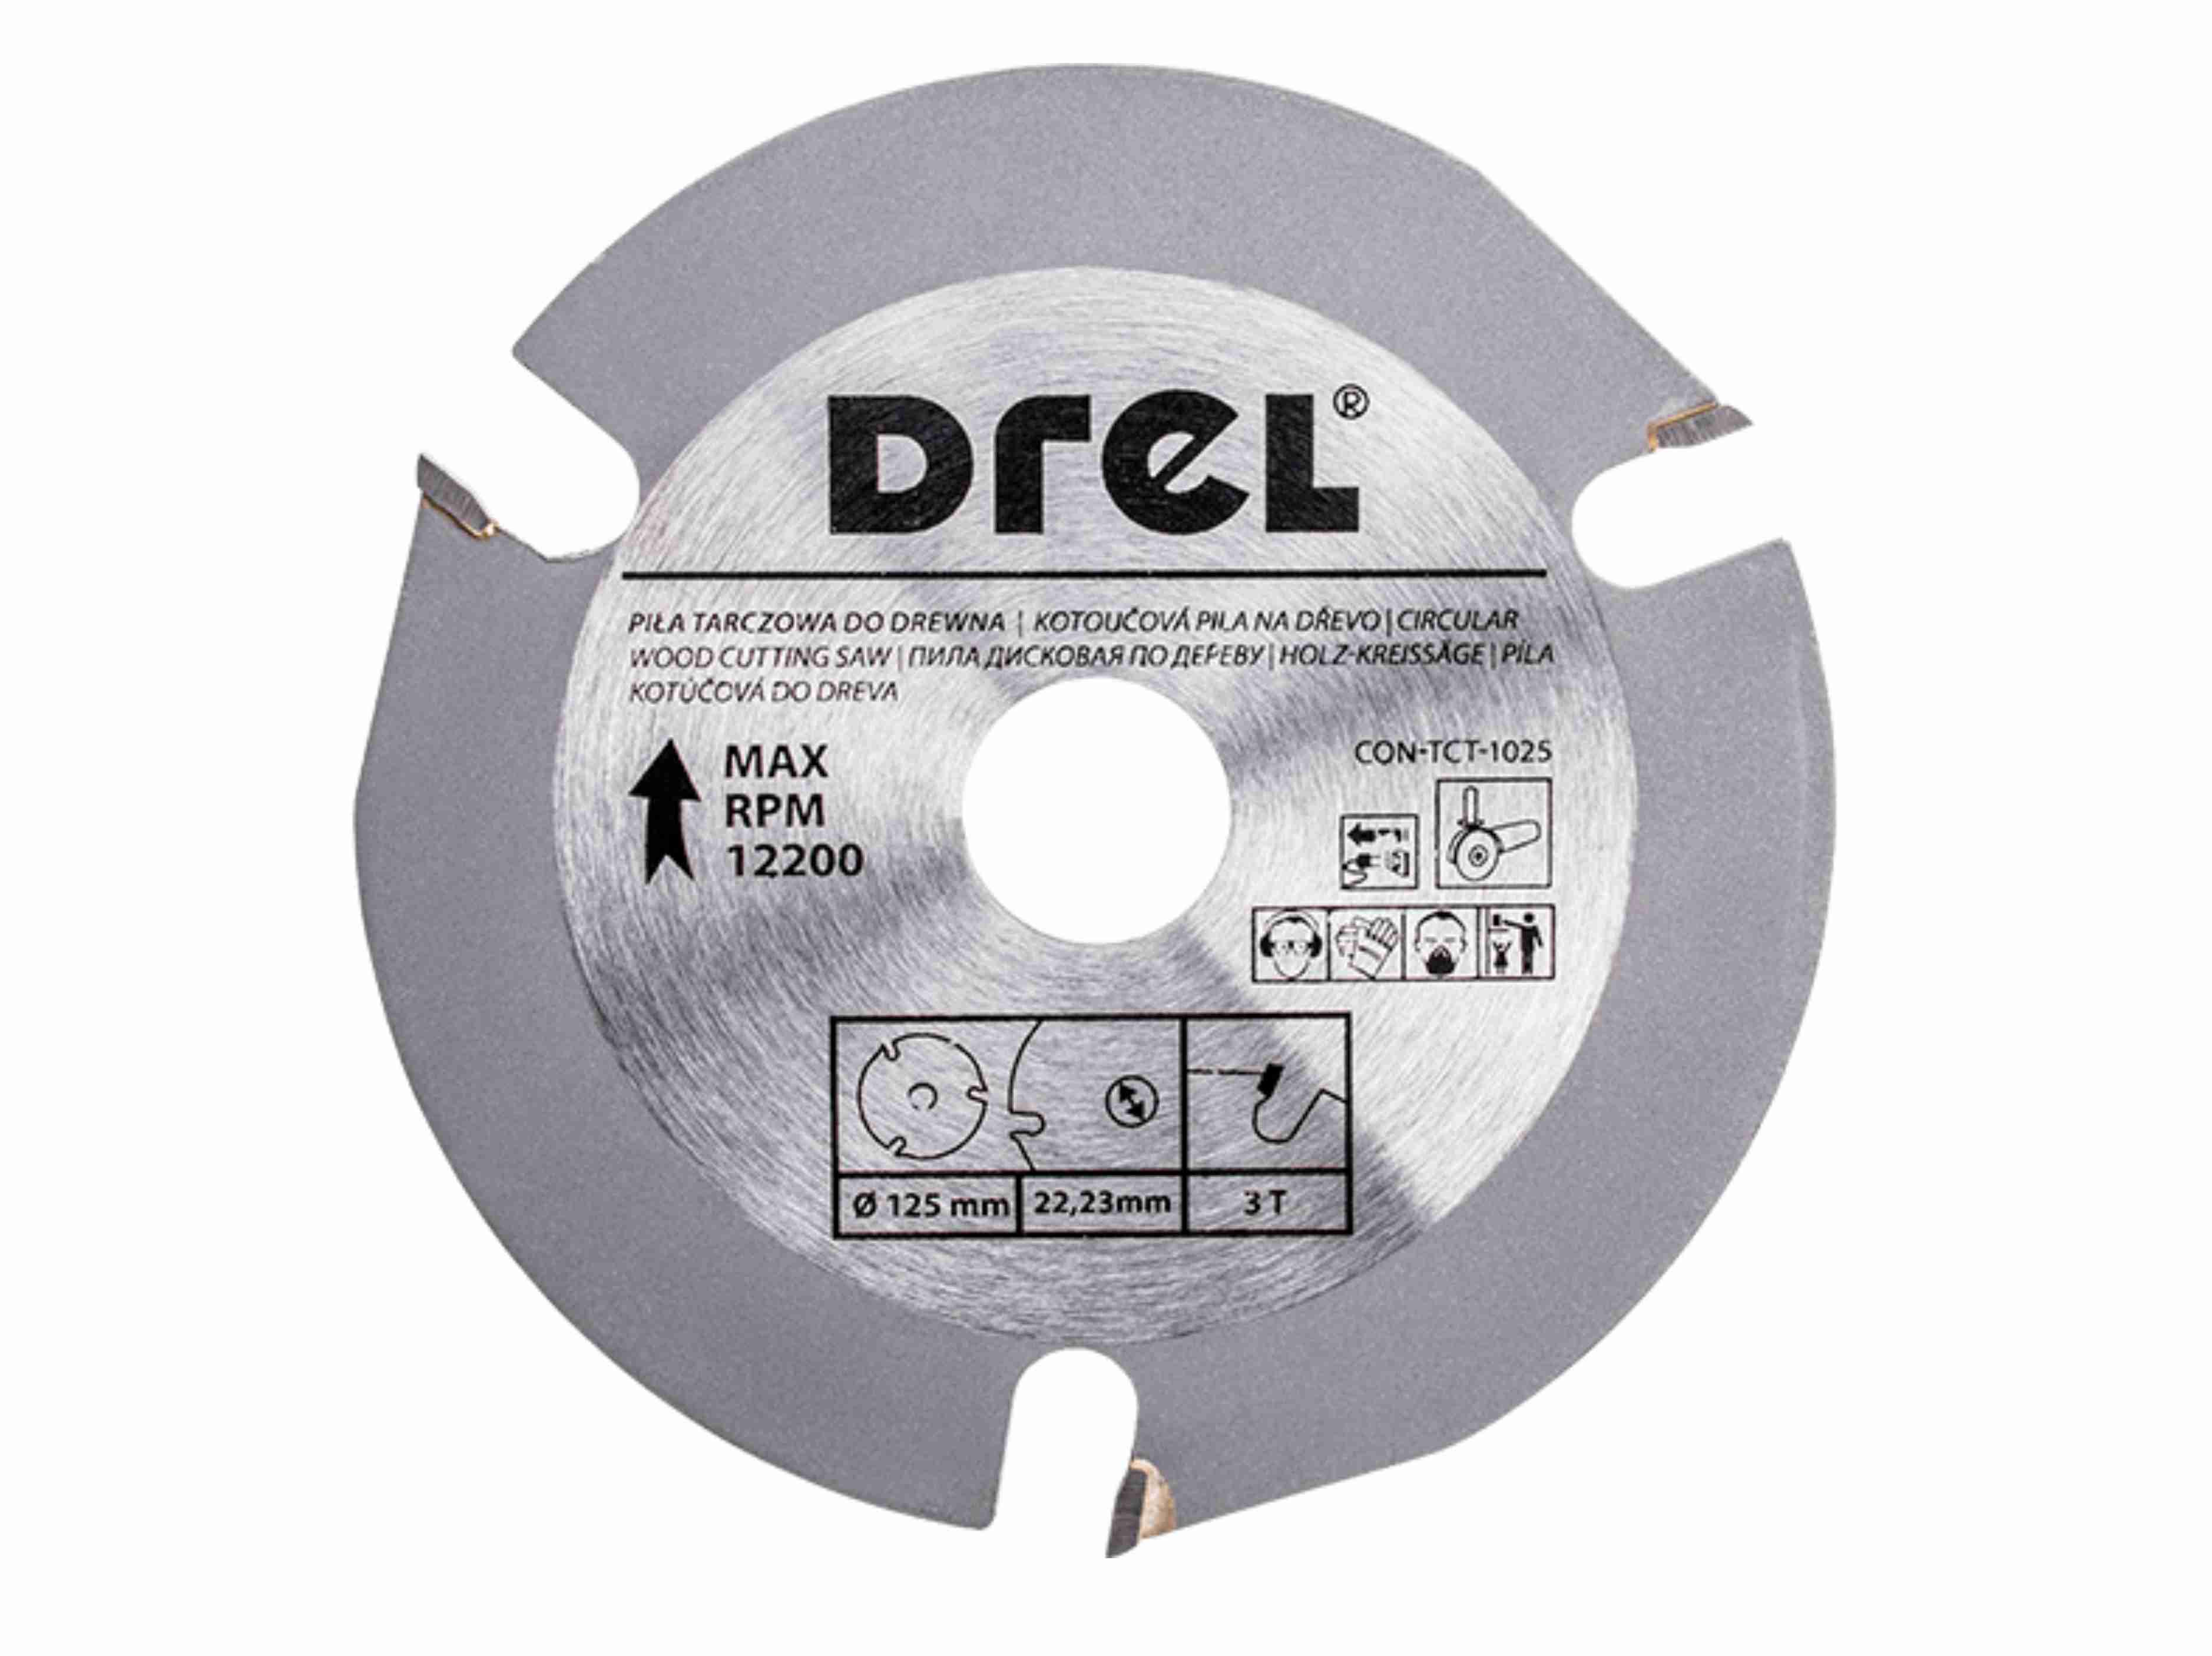 Drel®
PIŁA TARCZOWA DO DREWNA | KOTOUČOVÁ PILA NA DŘEVO | CIRCULAR
WOOD CUTTING SAW | ПИЛА ДИСКОВАЯ ПО ДЕРЕВУ | HOLZ-KREISSÄGE | PÍLA
KOTÚČOVÁ DO DREVA
MAX
RPM
12200
CON-TCT-1025
Ø 125 mm 22,23mm 3 T